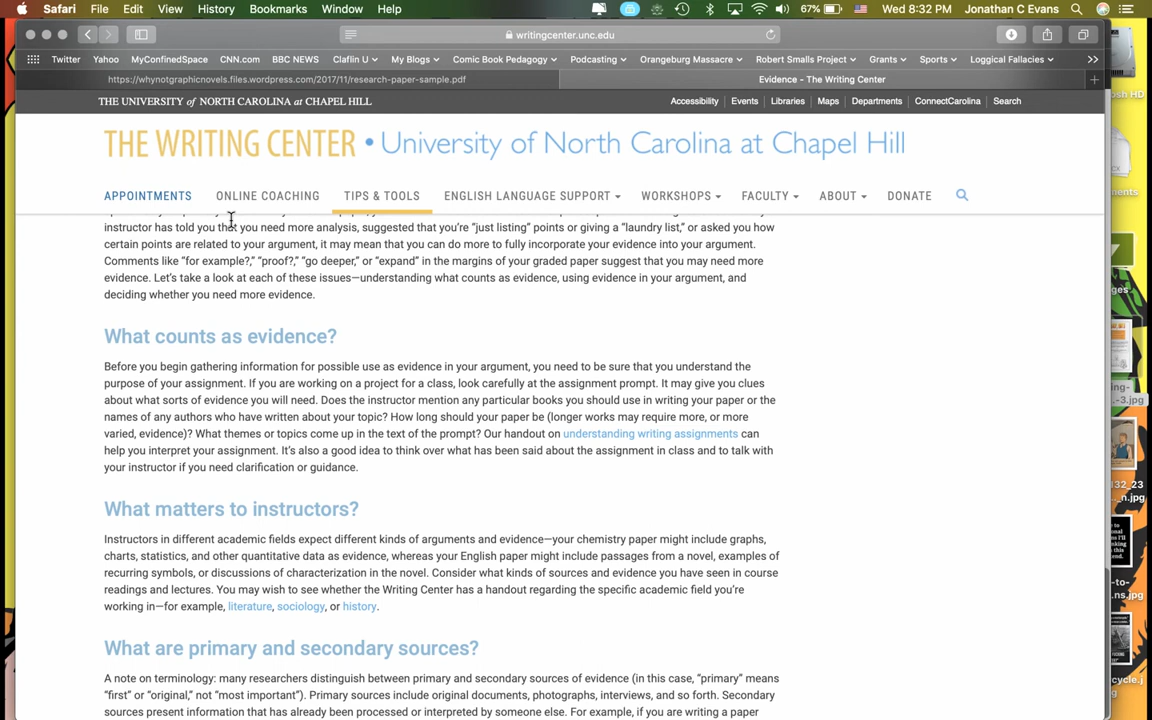 Safari File Edit View History Bookmarks Window Help 67% Wed 8:32 PM Jonathan C Evans
writingcenter.unc.edu
Twitter Yahoo MyConfinedSpace CNN.com BBC NEWS Claflin U My Blogs Comic Book Pedagogy Podcasting Orangeburg Massacre Robert Smalls Project Grants Sports Loggical Fallacies
https://whynotgraphicnovels.files.wordpress.com/2017/11/research-paper-sample.pdf Evidence - The Writing Center
THE UNIVERSITY of NORTH CAROLINA at CHAPEL HILL Accessibility Events Libraries Maps Departments ConnectCarolina Search
THE WRITING CENTER • University of North Carolina at Chapel Hill
APPOINTMENTS ONLINE COACHING TIPS & TOOLS ENGLISH LANGUAGE SUPPORT WORKSHOPS FACULTY ABOUT DONATE
instructor has told you that you need more analysis, suggested that you're "just listing" points or giving a "laundry list," or asked you how
certain points are related to your argument, it may mean that you can do more to fully incorporate your evidence into your argument.
Comments like "for example?," "proof?," "go deeper," or "expand" in the margins of your graded paper suggest that you may need more
evidence. Let's take a look at each of these issues—understanding what counts as evidence, using evidence in your argument, and
deciding whether you need more evidence.
What counts as evidence?
Before you begin gathering information for possible use as evidence in your argument, you need to be sure that you understand the
purpose of your assignment. If you are working on a project for a class, look carefully at the assignment prompt. It may give you clues
about what sorts of evidence you will need. Does the instructor mention any particular books you should use in writing your paper or the
names of any authors who have written about your topic? How long should your paper be (longer works may require more, or more
varied, evidence)? What themes or topics come up in the text of the prompt? Our handout on understanding writing assignments can
help you interpret your assignment. It's also a good idea to think over what has been said about the assignment in class and to talk with
your instructor if you need clarification or guidance.
What matters to instructors?
Instructors in different academic fields expect different kinds of arguments and evidence—your chemistry paper might include graphs,
charts, statistics, and other quantitative data as evidence, whereas your English paper might include passages from a novel, examples of
recurring symbols, or discussions of characterization in the novel. Consider what kinds of sources and evidence you have seen in course
readings and lectures. You may wish to see whether the Writing Center has a handout regarding the specific academic field you're
working in—for example, literature, sociology, or history.
What are primary and secondary sources?
A note on terminology: many researchers distinguish between primary and secondary sources of evidence (in this case, "primary" means
"first" or "original," not "most important"). Primary sources include original documents, photographs, interviews, and so forth. Secondary
sources present information that has already been processed or interpreted by someone else. For example, if you are writing a paper